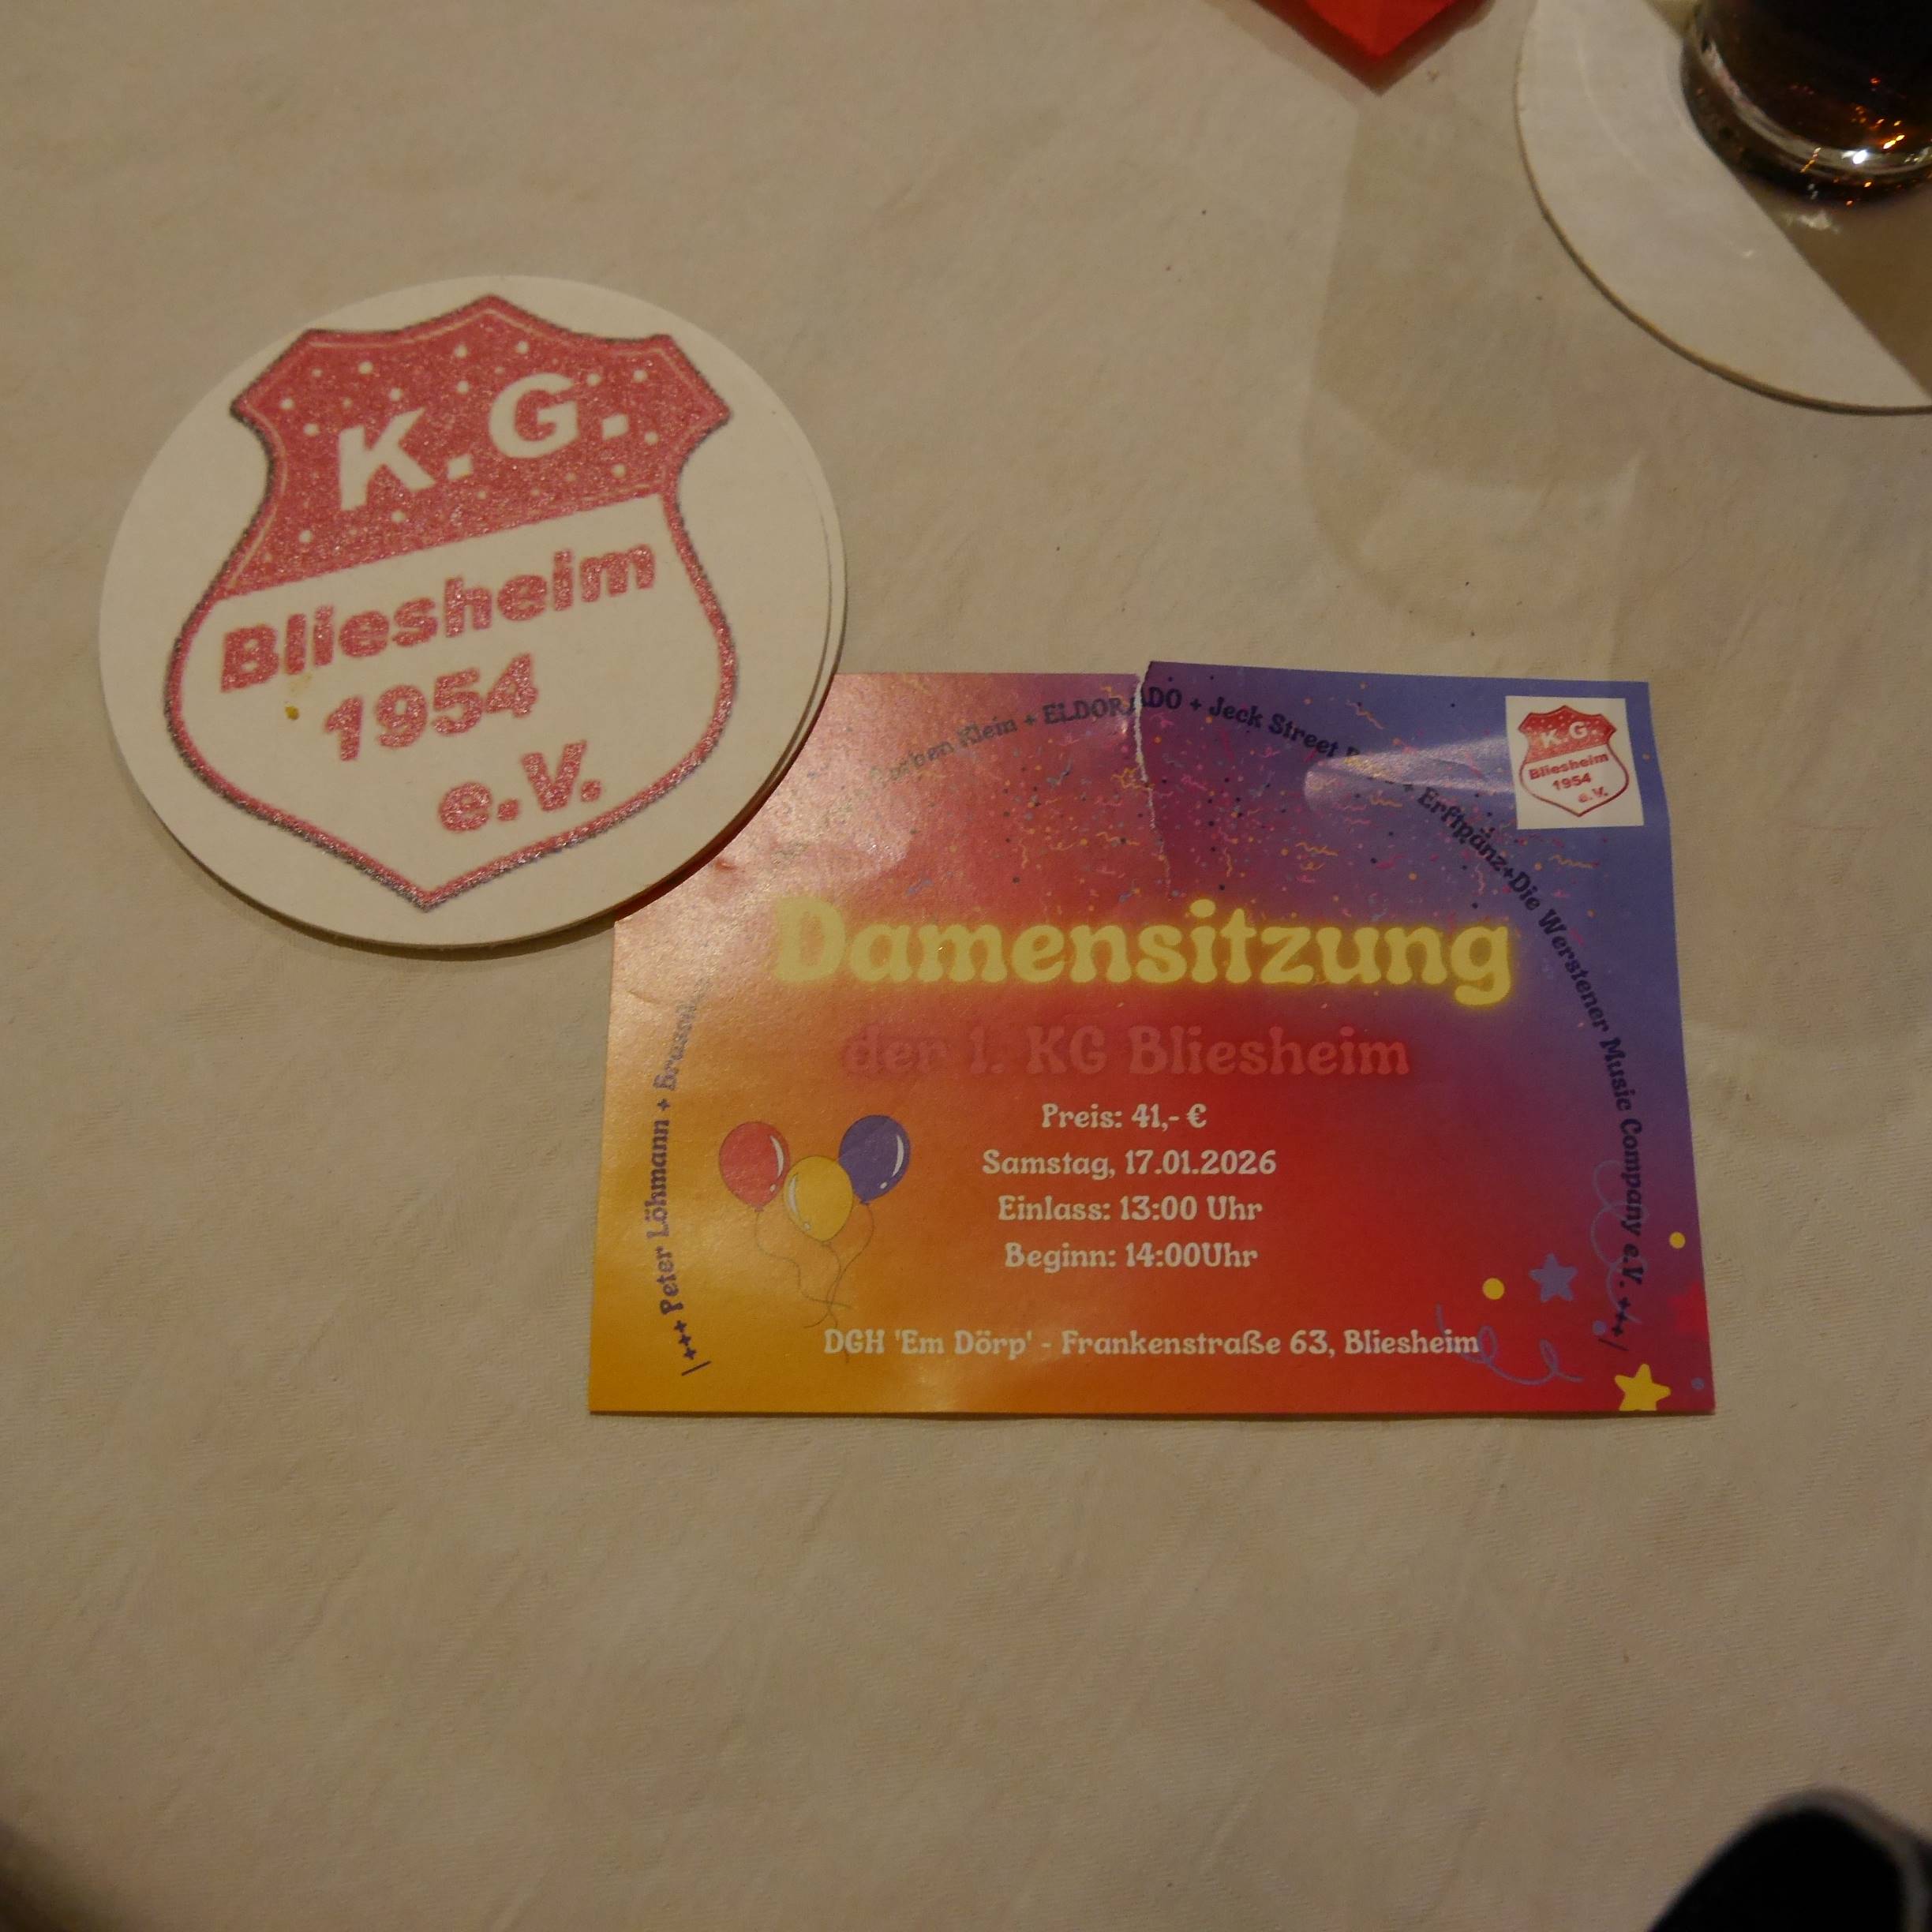 K.G.
Bliesheim
1954
e.V.
K.G.
Bliesheim
1954
e.V.
|+++ Peter Löhmann + Klein + ELDORADO + Jeck Street + Erftpänz+Die Werstener Music Company e.V. +++|
Damensitzung
der 1. KG Bliesheim
Preis: 41,- €
Samstag, 17.01.2026
Einlass: 13:00 Uhr
Beginn: 14:00Uhr
DGH 'Em Dörp' - Frankenstraße 63, Bliesheim